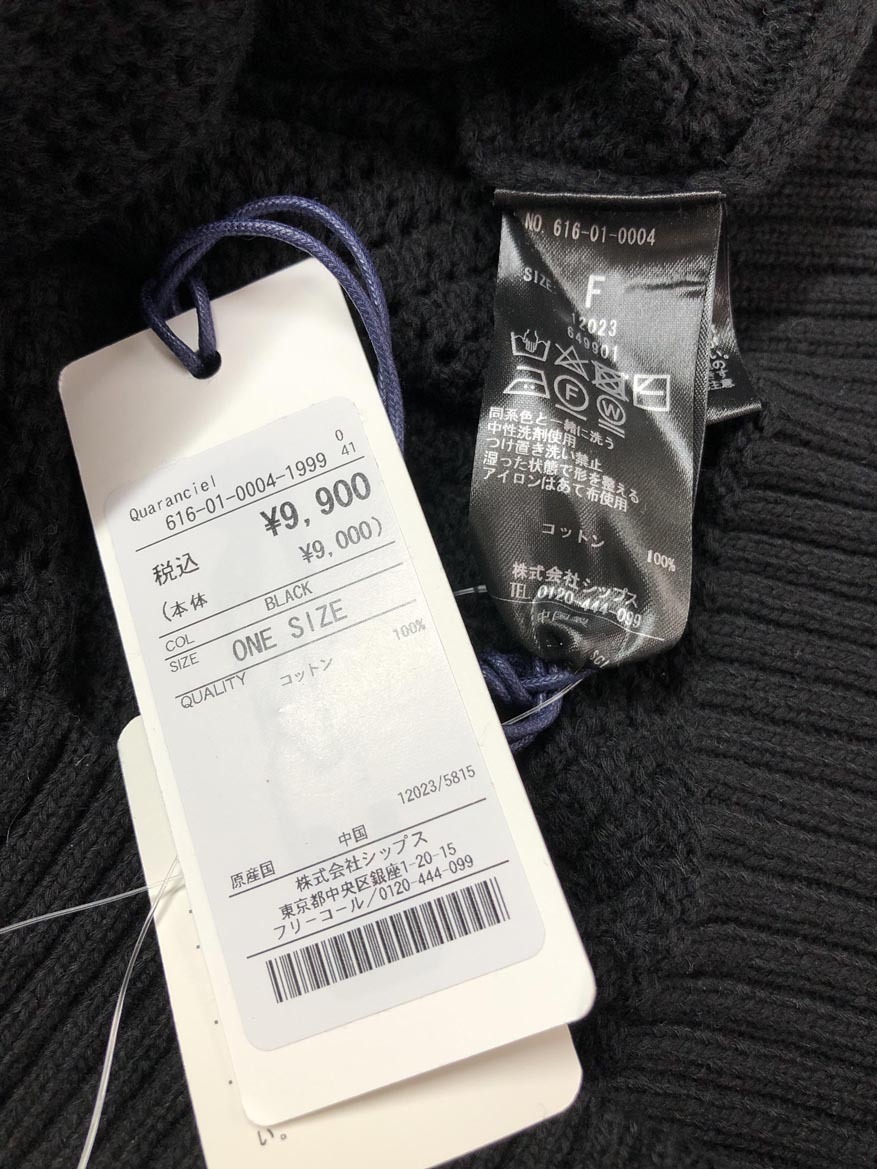 Quaranciel
616-01-0004-1999
0
41
¥9,900
税込
¥9,000)
(本体
BLACK
COL
SIZE
ONE SIZE
QUALITY
コットン
100%
12023/5815
原産国
中国
株式会社シップス
東京都中央区銀座1-20-15
フリーコール/0120-444-099
い。
NO. 616-01-0004
SIZE
F
12023
649901
F
W
同系色と一緒に洗う
中性洗剤使用
つけ置き洗い禁止
湿った状態で形を整える
アイロンはあて布使用
コットン
100%
株式会社シップス
TEL 0120-444-099